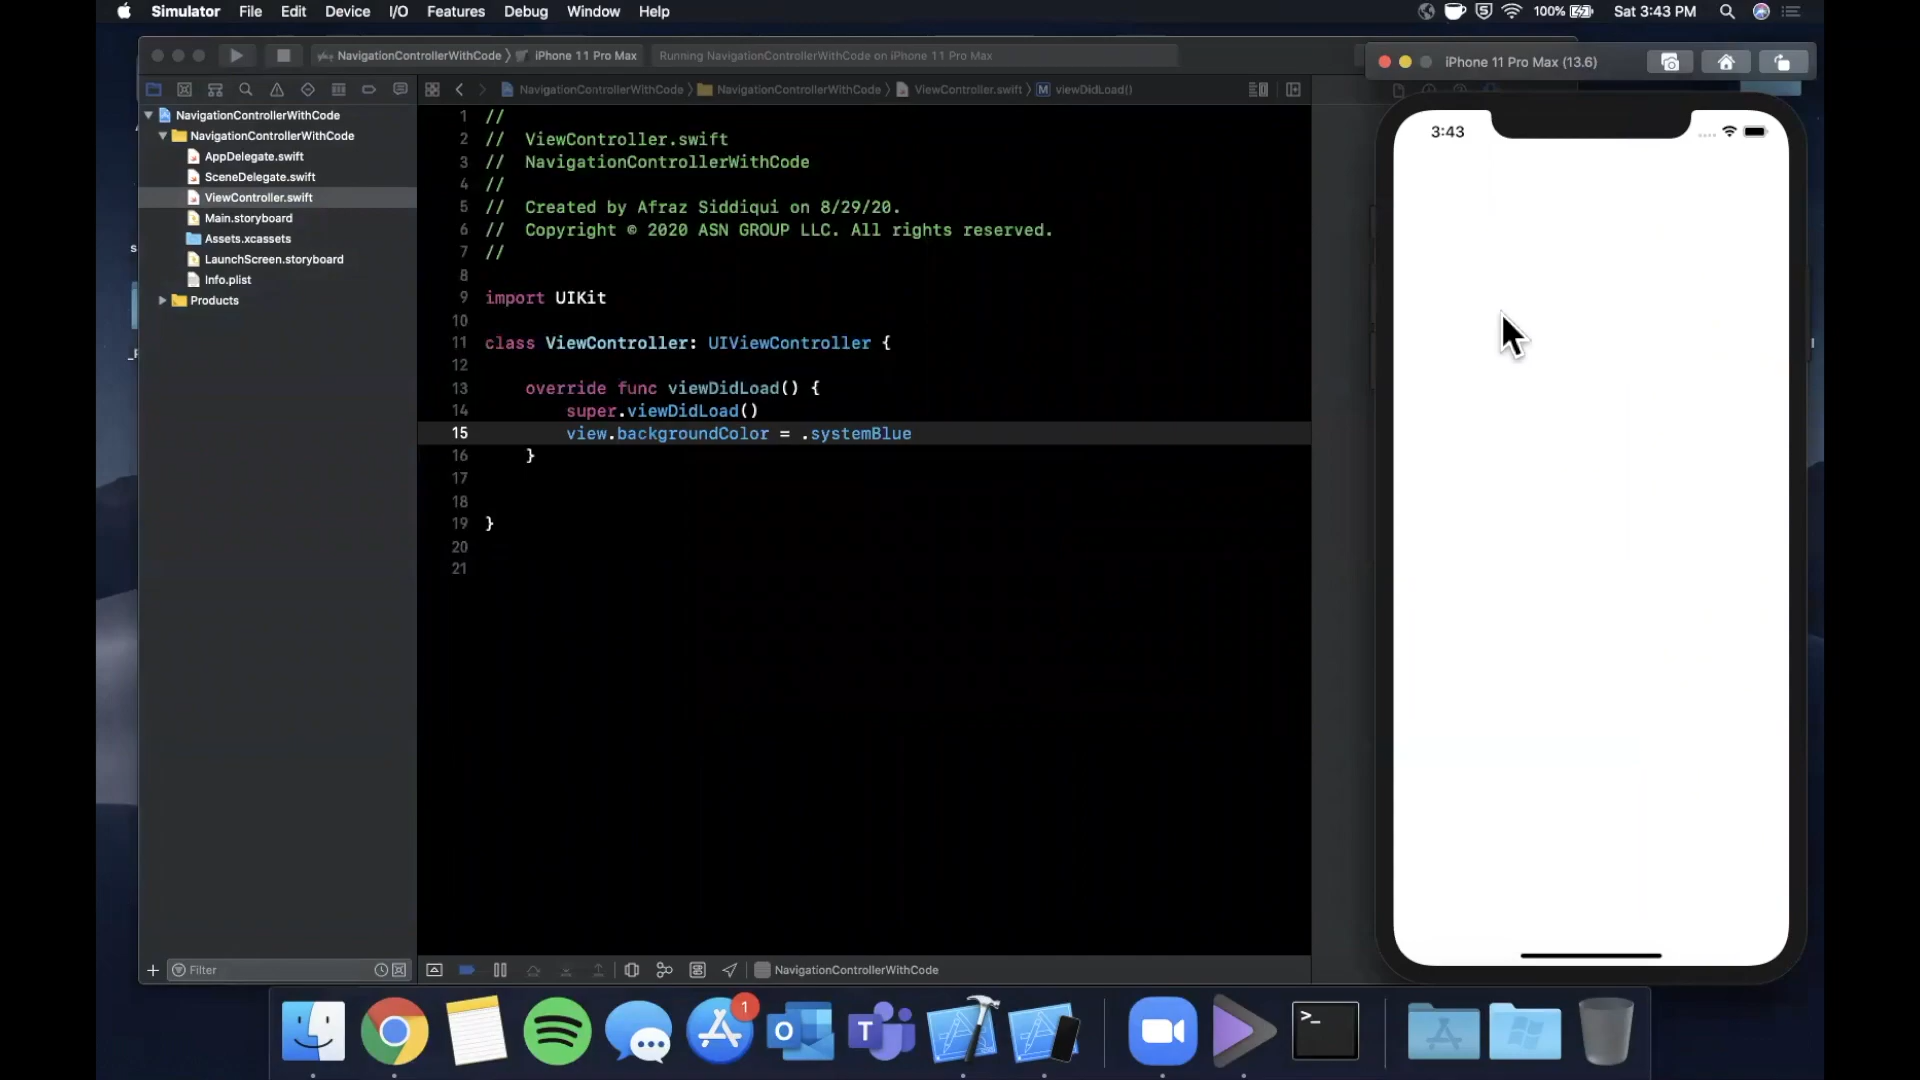 Simulator File Edit Device I/O Features Debug Window Help
5 100% Sat 3:43 PM
NavigationControllerWithCode iPhone 11 Pro Max Running NavigationControllerWithCode on iPhone 11 Pro Max
iPhone 11 Pro Max (13.6)
NavigationControllerWithCode NavigationControllerWithCode ViewController.swift M viewDidLoad()
NavigationControllerWithCode
NavigationControllerWithCode
AppDelegate.swift
SceneDelegate.swift
ViewController.swift
Main.storyboard
Assets.xcassets
LaunchScreen.storyboard
Info.plist
Products
1 //
2 // ViewController.swift
3 // NavigationControllerWithCode
4 //
5 // Created by Afraz Siddiqui on 8/29/20.
6 // Copyright © 2020 ASN GROUP LLC. All rights reserved.
7 //
8
9 import UIKit
10
11 class ViewController: UIViewController {
12
13 override func viewDidLoad() {
14 super.viewDidLoad()
15 view.backgroundColor = .systemBlue
16 }
17
18
19 }
20
21
3:43
Filter
NavigationControllerWithCode
1
O
T
>_